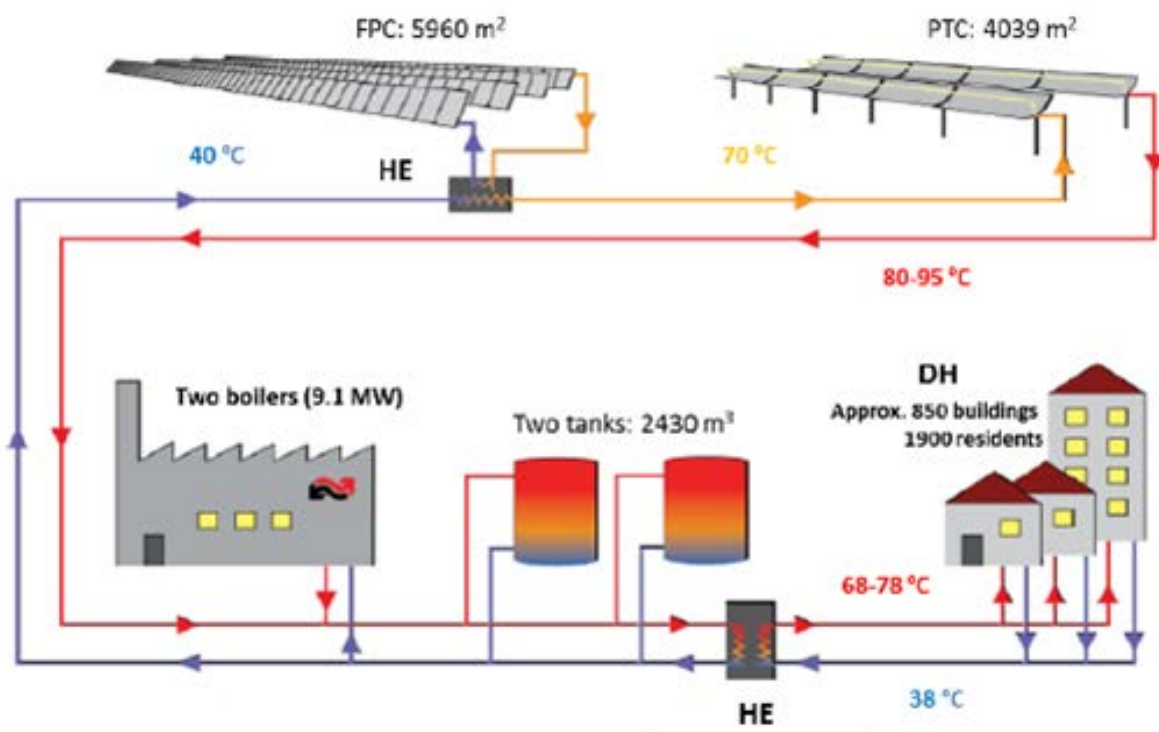 FPC: 5960 m²
PTC: 4039 m²
40 °C
HE
70 °C
80-95 °C
Two boilers (9.1 MW)
Two tanks: 2430 m³
DH
Approx. 850 buildings
1900 residents
68-78 °C
38 °C
HE